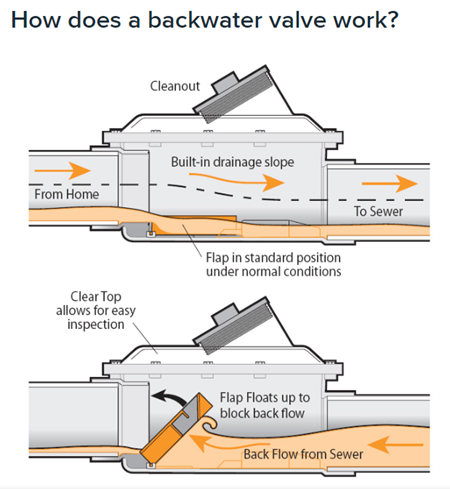 How does a backwater valve work?
Cleanout
Built-in drainage slope
From Home
To Sewer
Flap in standard position
under normal conditions
Clear Top
allows for easy
inspection
Flap Floats up to
block back flow
Back Flow from Sewer